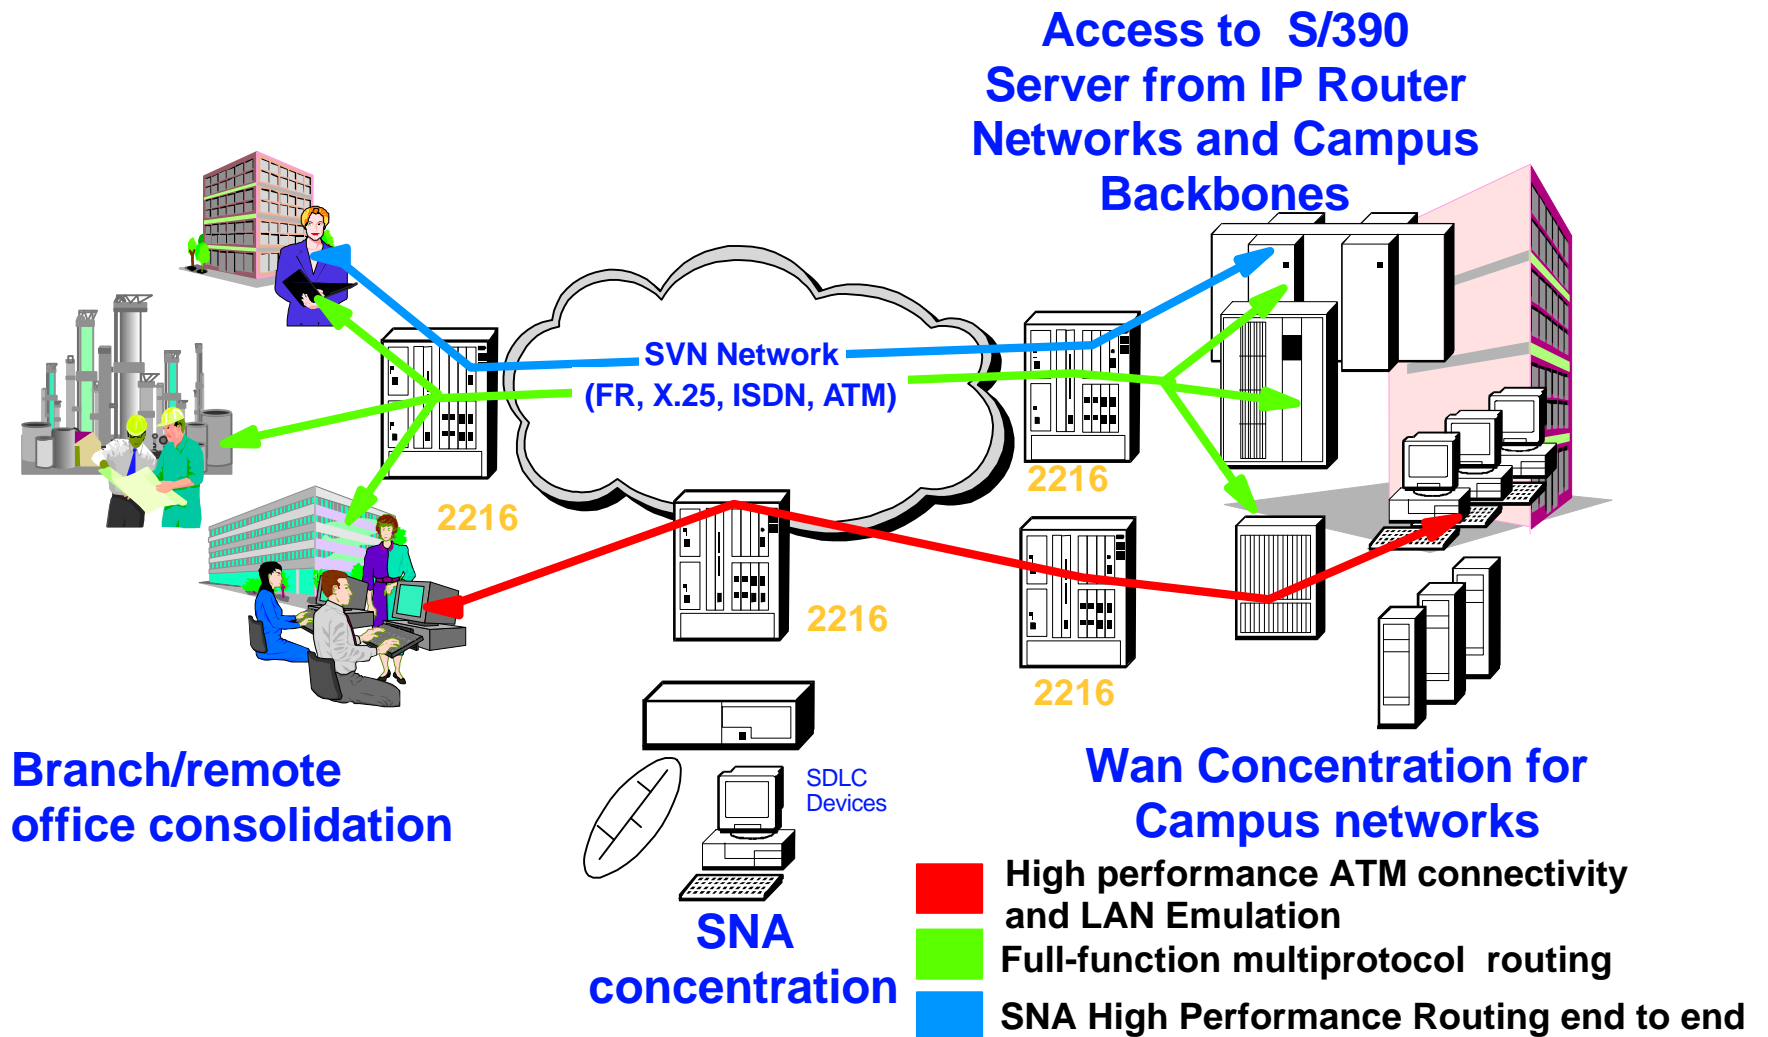 Access to S/390
Server from IP Router
Networks and Campus
Backbones
SVN Network
(FR, X.25, ISDN, ATM)
2216
2216
2216
2216
SDLC
Devices
Branch/remote
office consolidation
SNA
concentration
Wan Concentration for
Campus networks
High performance ATM connectivity
and LAN Emulation
Full-function multiprotocol routing
SNA High Performance Routing end to end